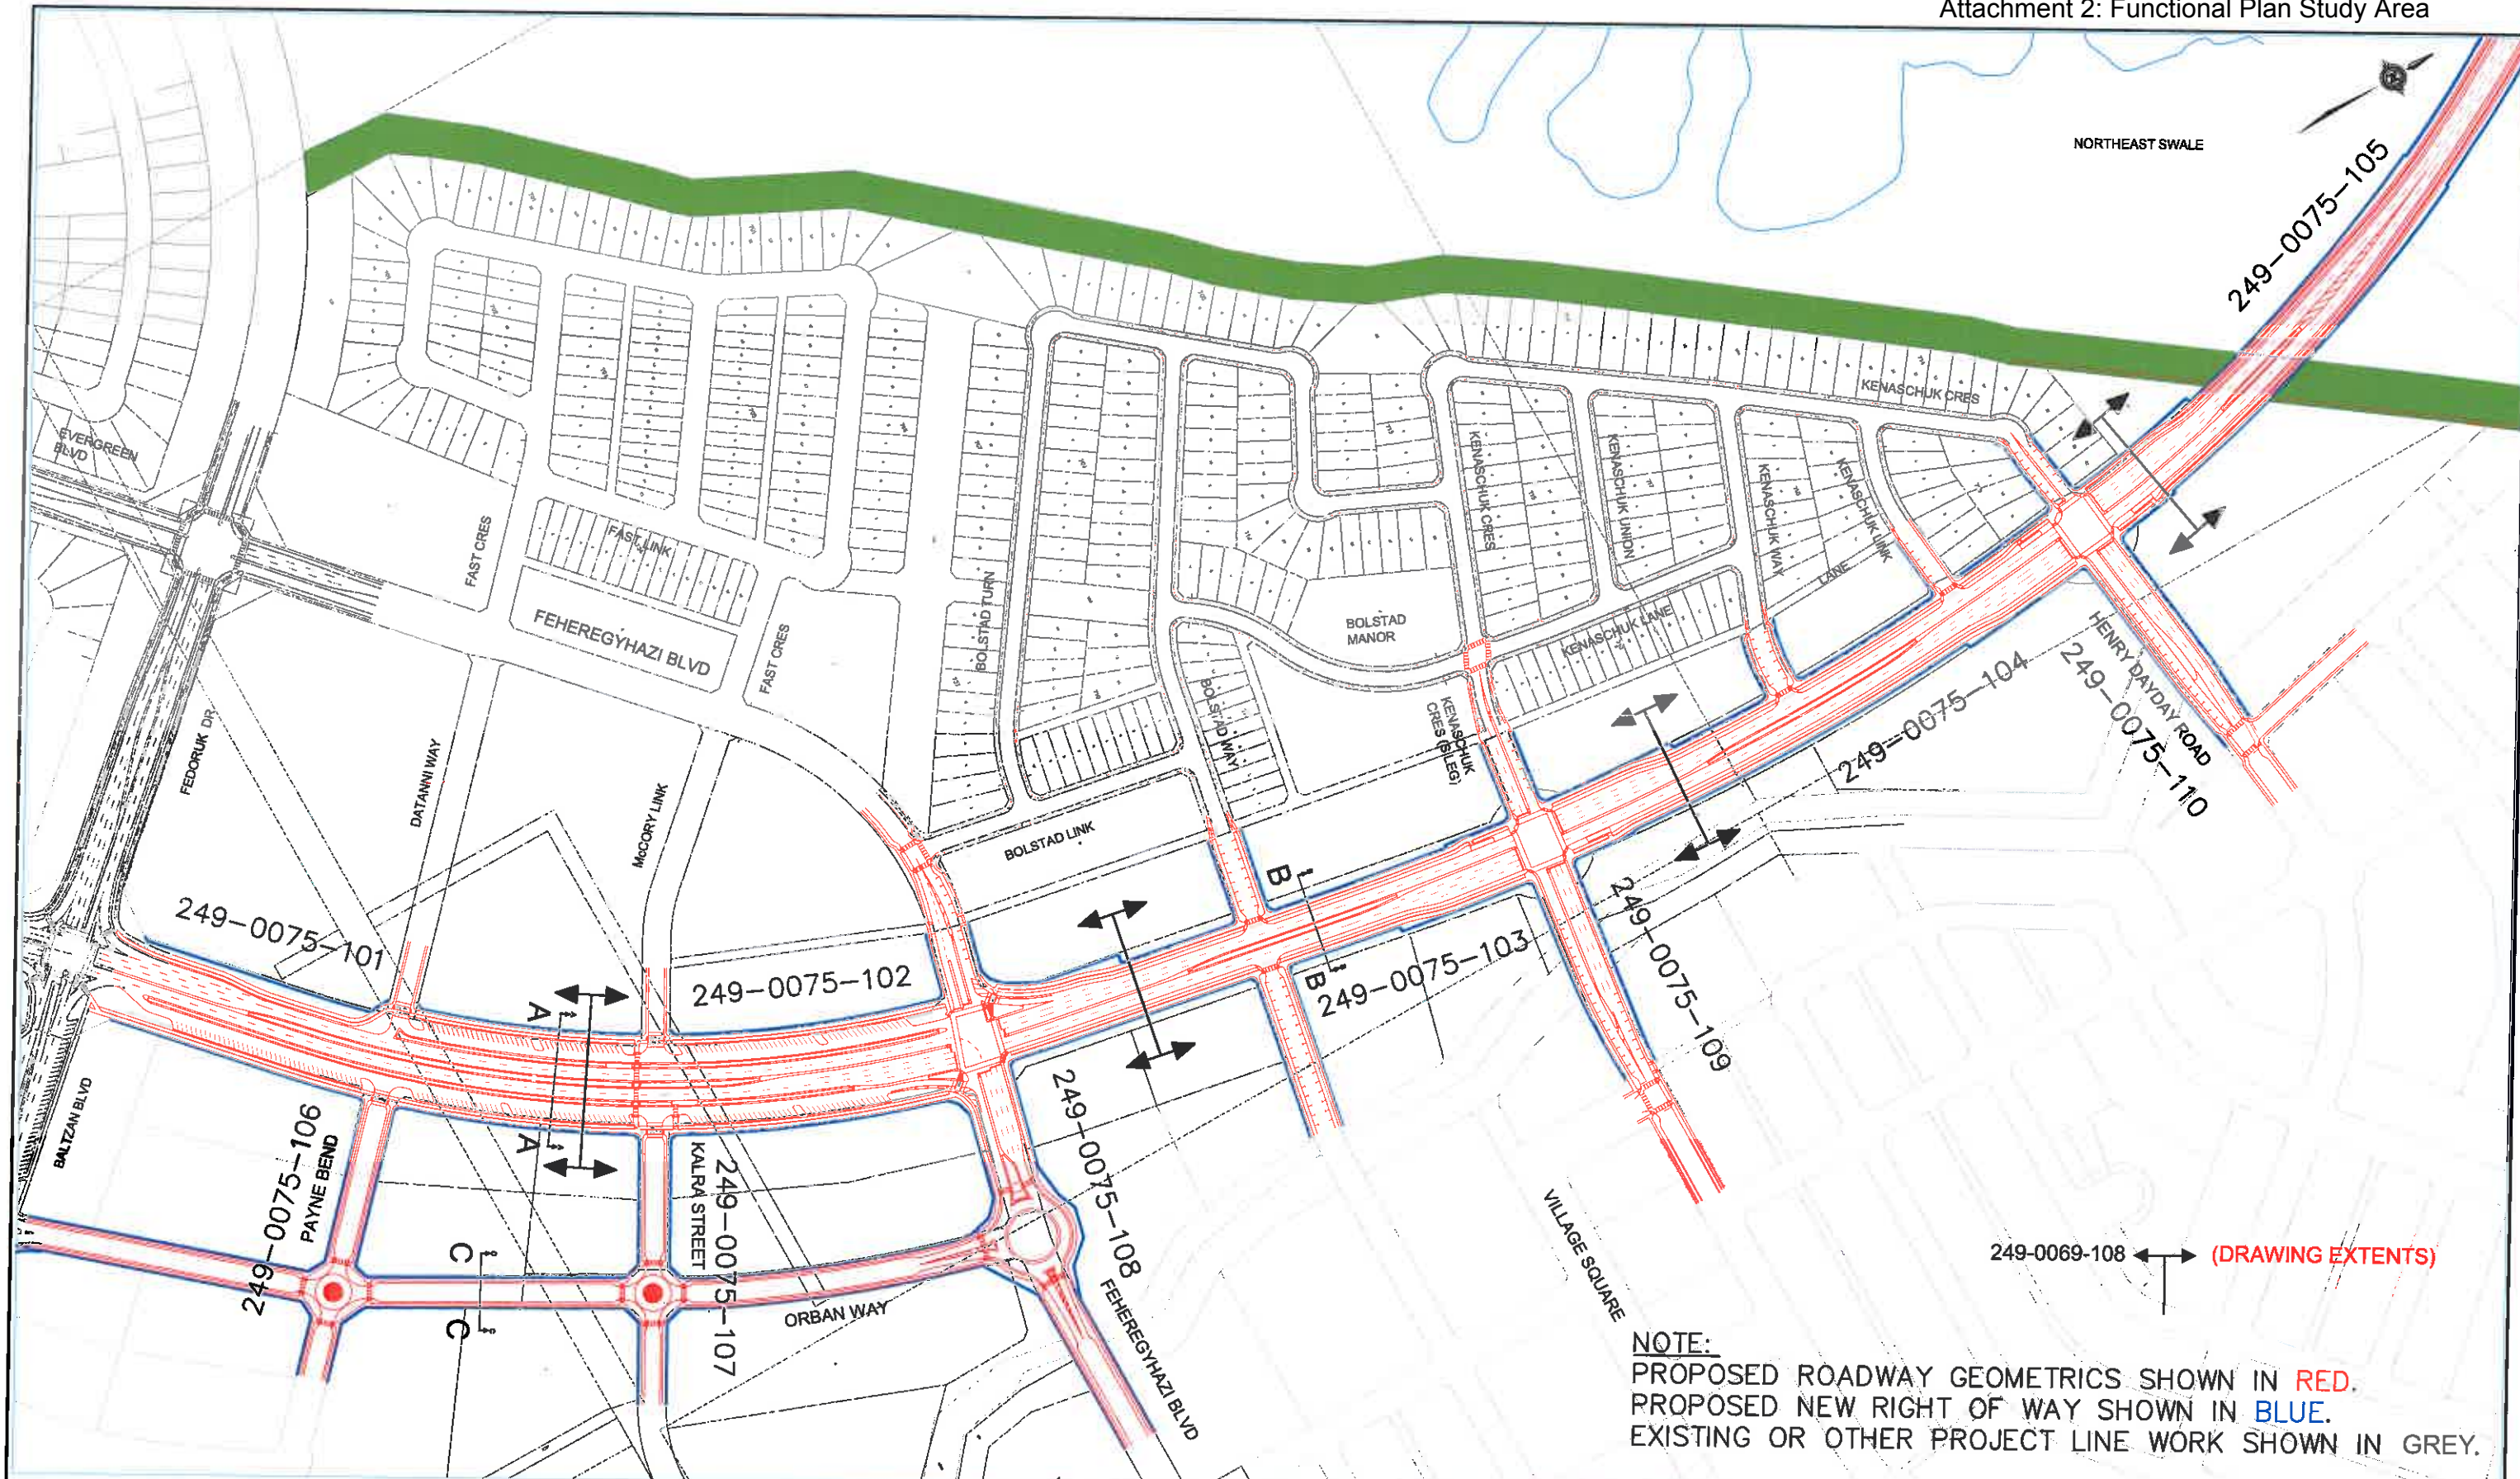 Attachment 2: Functional Plan Study Area
NORTHEAST SWALE
249-0075-105
KENASCHUK CRES
EVERGREEN
BLVD
FAST CRES
FAST LINK
FEHEREGYHAZI BLVD
FAST CRES
BOLSTAD TURN
BOLSTAD WAY
BOLSTAD
MANOR
KENASCHUK CRES
KENASCHUK UNION
KENASCHUK WAY
KENASCHUK LINK
LANE
KENASCHUK LANE
KENASCHUK
CRES (SLEG)
HENRY DAYDAY ROAD
249-0075-110
249-0075-104
FEDORUK DR
DATANNI WAY
McCORY LINK
BOLSTAD LINK
249-0075-101
249-0075-102
A
A
B
B
249-0075-103
249-0075-109
BALTZAN BLVD
249-0075-106
PAYNE BEND
KALRA STREET
249-0075-107
249-0075-108
FEHEREGYHAZI BLVD
C
C
ORBAN WAY
VILLAGE SQUARE
249-0069-108 (DRAWING EXTENTS)
NOTE:
PROPOSED ROADWAY GEOMETRICS SHOWN IN RED.
PROPOSED NEW RIGHT OF WAY SHOWN IN BLUE.
EXISTING OR OTHER PROJECT LINE WORK SHOWN IN GREY.